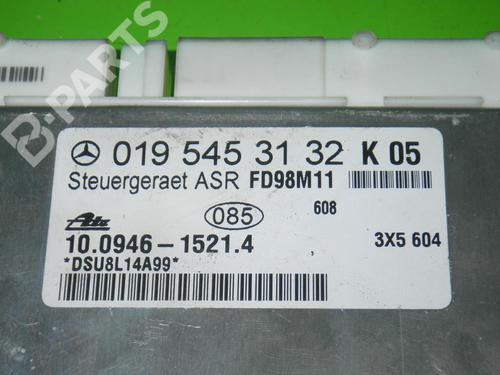 019 545 31 32 K 05
Steuergeraet ASR FD98M11
085 608
Ate
10.0946-1521.4 3X5 604
*DSU8L14A99*
B-PARTS